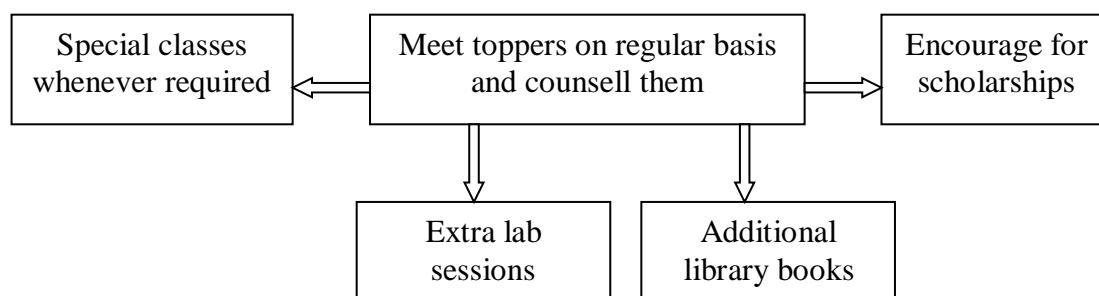 Special classes
whenever required
Meet toppers on regular basis
and counsell them
Encourage for
scholarships
Extra lab
sessions
Additional
library books